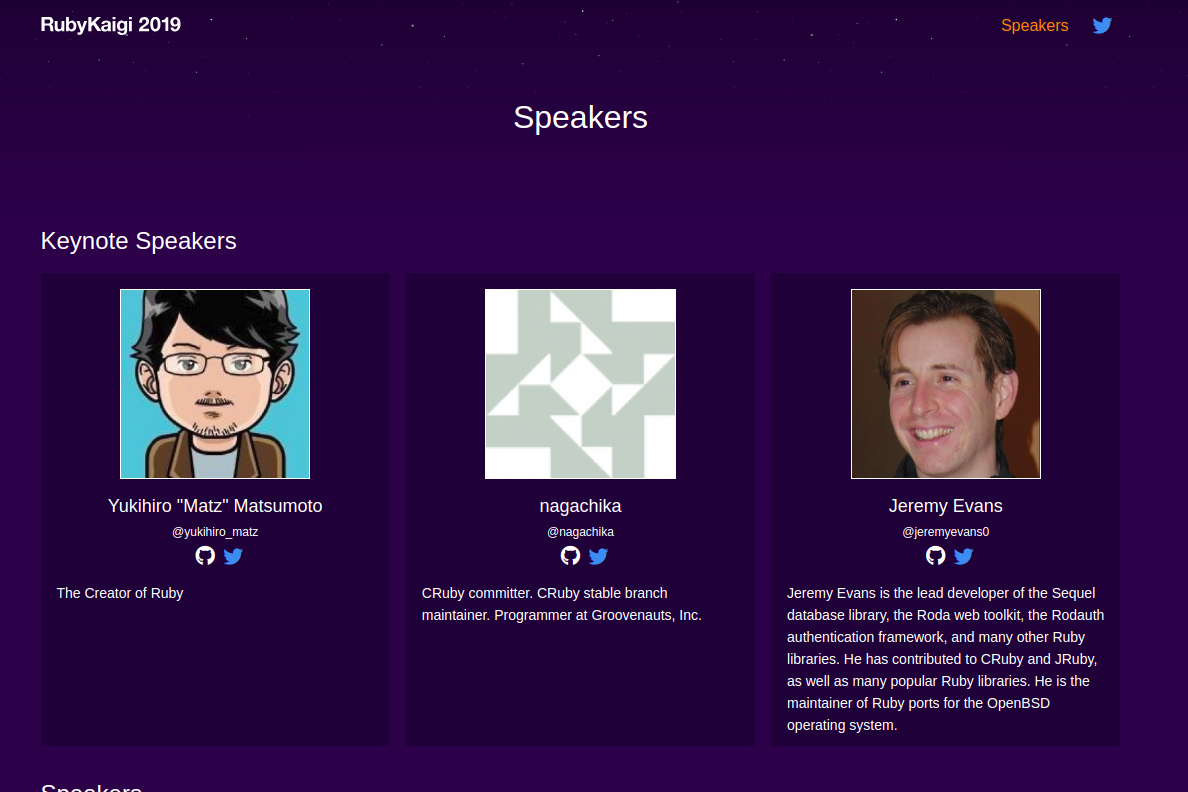 RubyKaigi 2019
Speakers
Speakers
Keynote Speakers
Yukihiro "Matz" Matsumoto
@yukihiro_matz
The Creator of Ruby
nagachika
@nagachika
CRuby committer. CRuby stable branch
maintainer. Programmer at Groovenauts, Inc.
Jeremy Evans
@jeremyevans0
Jeremy Evans is the lead developer of the Sequel
database library, the Roda web toolkit, the Rodauth
authentication framework, and many other Ruby
libraries. He has contributed to CRuby and JRuby,
as well as many popular Ruby libraries. He is the
maintainer of Ruby ports for the OpenBSD
operating system.
Speakers